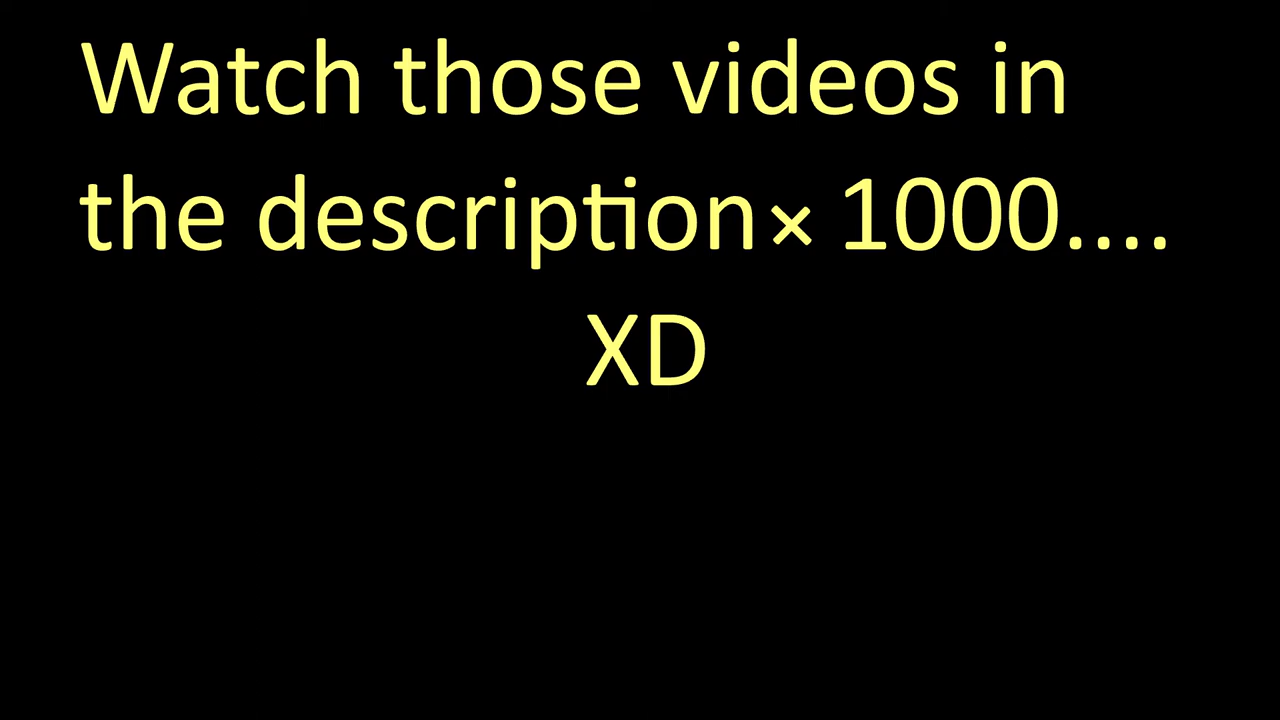 Watch those videos in
the description× 1000....
XD